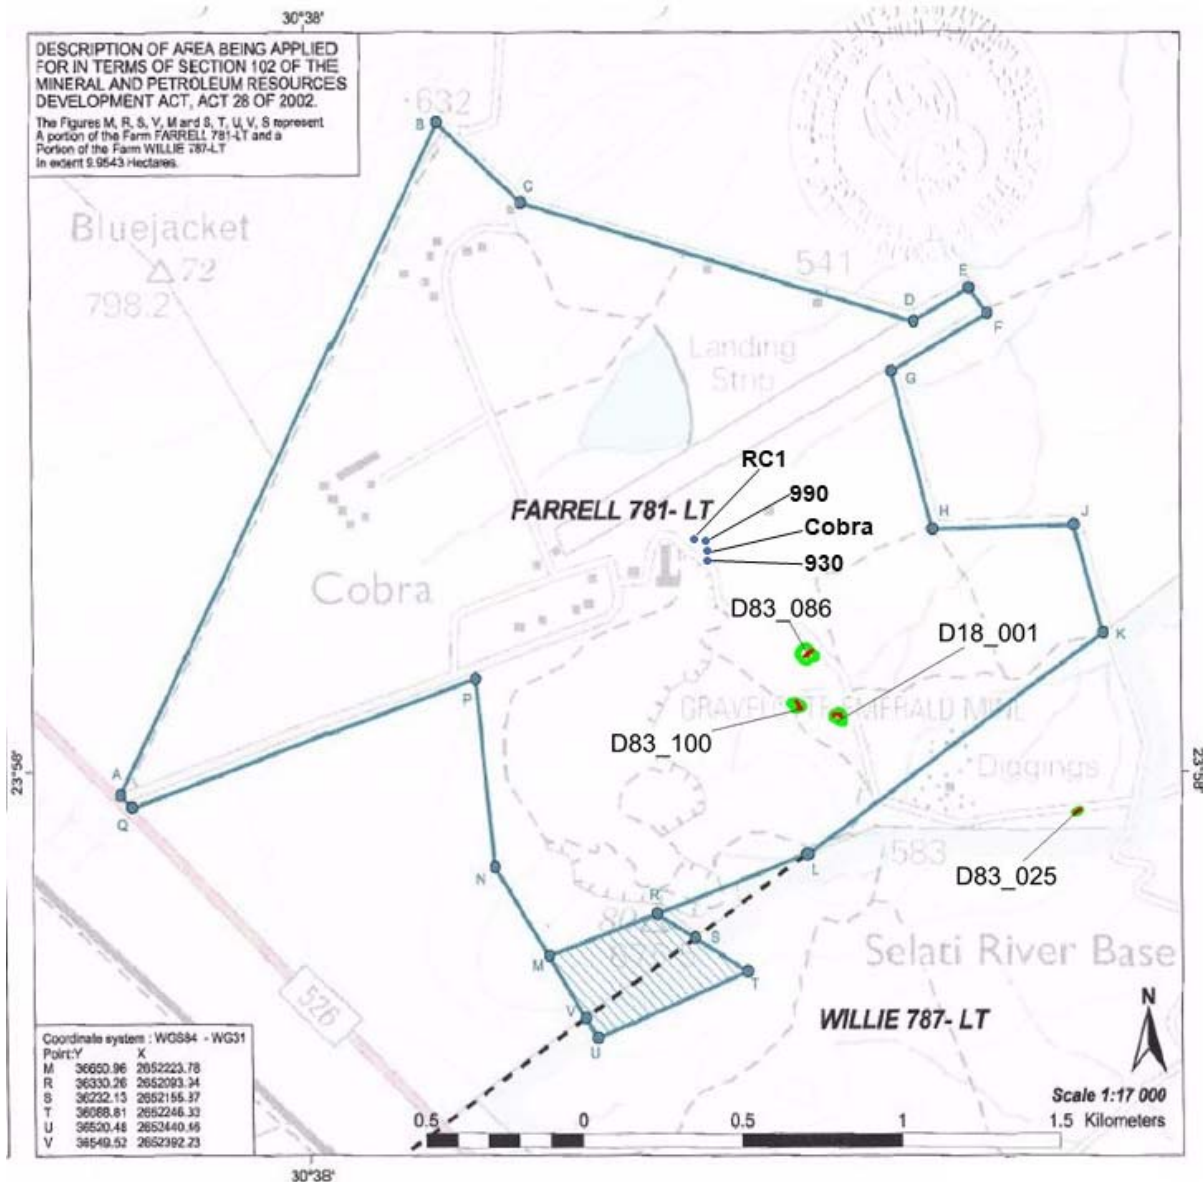 30°38'
DESCRIPTION OF AREA BEING APPLIED
FOR IN TERMS OF SECTION 102 OF THE
MINERAL AND PETROLEUM RESOURCES
DEVELOPMENT ACT, ACT 28 OF 2002.
The Figures M, R, S, V, M and S, T, U, V, S represent
A portion of the Farm FARRELL 781-LT and a
Portion of the Farm WILLIE 787-LT
In extent 9.9543 Hectares.
·632
B
C
Bluejacket
72
798.2
541
E
D
F
Landing
Strip
G
RC1
990
FARRELL 781- LT
Cobra
930
H
J
Cobra
D83_086
D18_001
K
P
GRAVELOTTE EMERALD MINE
D83_100
23°58'
23°58'
A
Diggings
Q
583
L
D83_025
N
R
S
Selati River Base
M
T
526
V
WILLIE 787- LT
N
U
Coordinate system : WGS84 - WG31
Point:Y X
M 36650.96 2652223.78
R 36330.26 2652093.34
S 36232.13 2652155.37
T 36088.81 2652246.33
U 36520.48 2652440.46
V 36549.52 2652392.23
Scale 1:17 000
0.5 0 0.5 1 1.5 Kilometers
30°38'